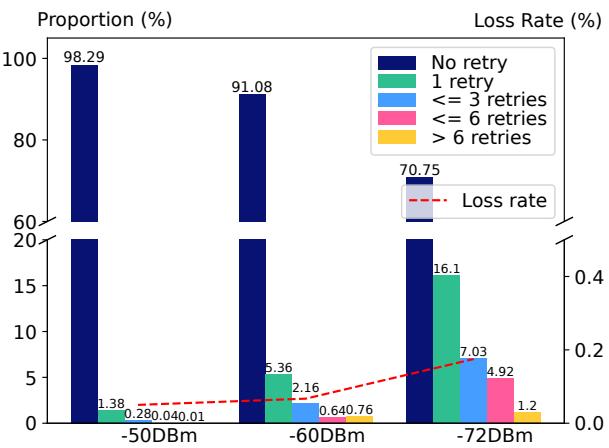 Proportion (%)
Loss Rate (%)
100
80
60
20
15
10
5
0
98.29
91.08
70.75
No retry
1 retry
<= 3 retries
<= 6 retries
> 6 retries
Loss rate
1.38
0.28
0.04
0.01
5.36
2.16
0.64
0.76
16.1
7.03
4.92
1.2
0.4
0.2
0.0
-50DBm
-60DBm
-72DBm